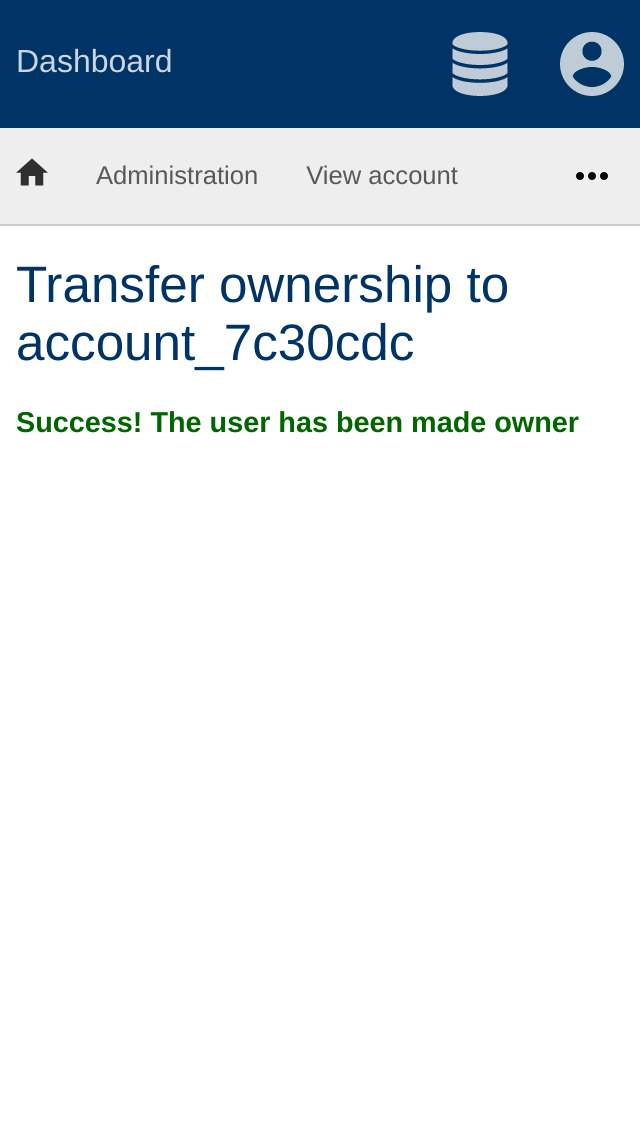 Dashboard
Administration View account
Transfer ownership to
account_7c30cdc
Success! The user has been made owner